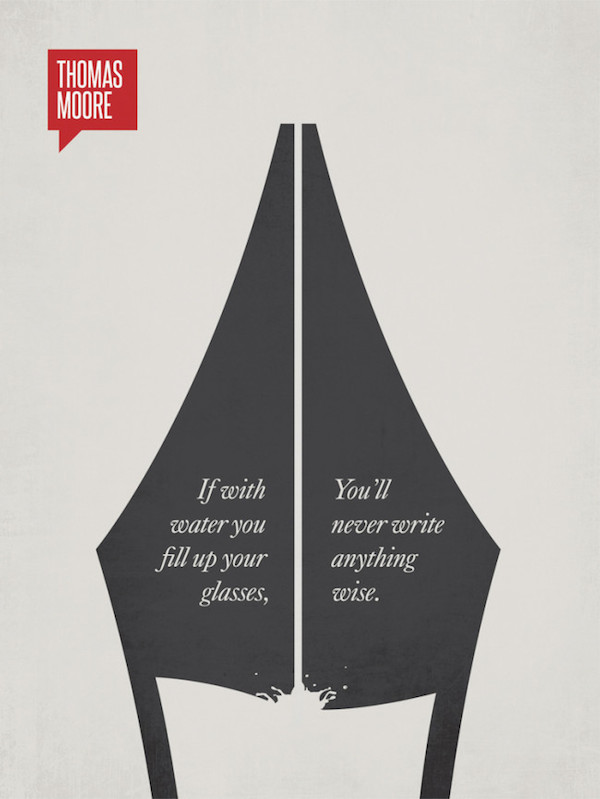 THOMAS
MOORE
If with
water you
fill up your
glasses,
You'll
never write
anything
wise.